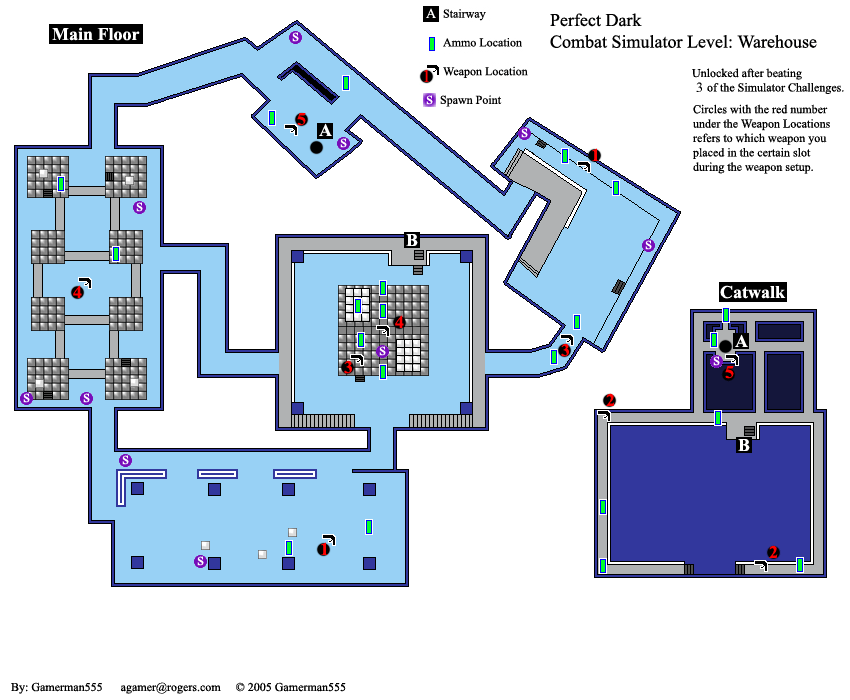 Main Floor
A Stairway
Ammo Location
1 Weapon Location
S Spawn Point
Perfect Dark
Combat Simulator Level: Warehouse
Unlocked after beating
3 of the Simulator Challenges.
Circles with the red number
under the Weapon Locations
refers to which weapon you
placed in the certain slot
during the weapon setup.
S
5
A
S
S
1
S
S
4
B
S
4
S
3
3
S
S
S
S
1
Catwalk
A
S
5
2
B
2
By: Gamerman555 agamer@rogers.com © 2005 Gamerman555